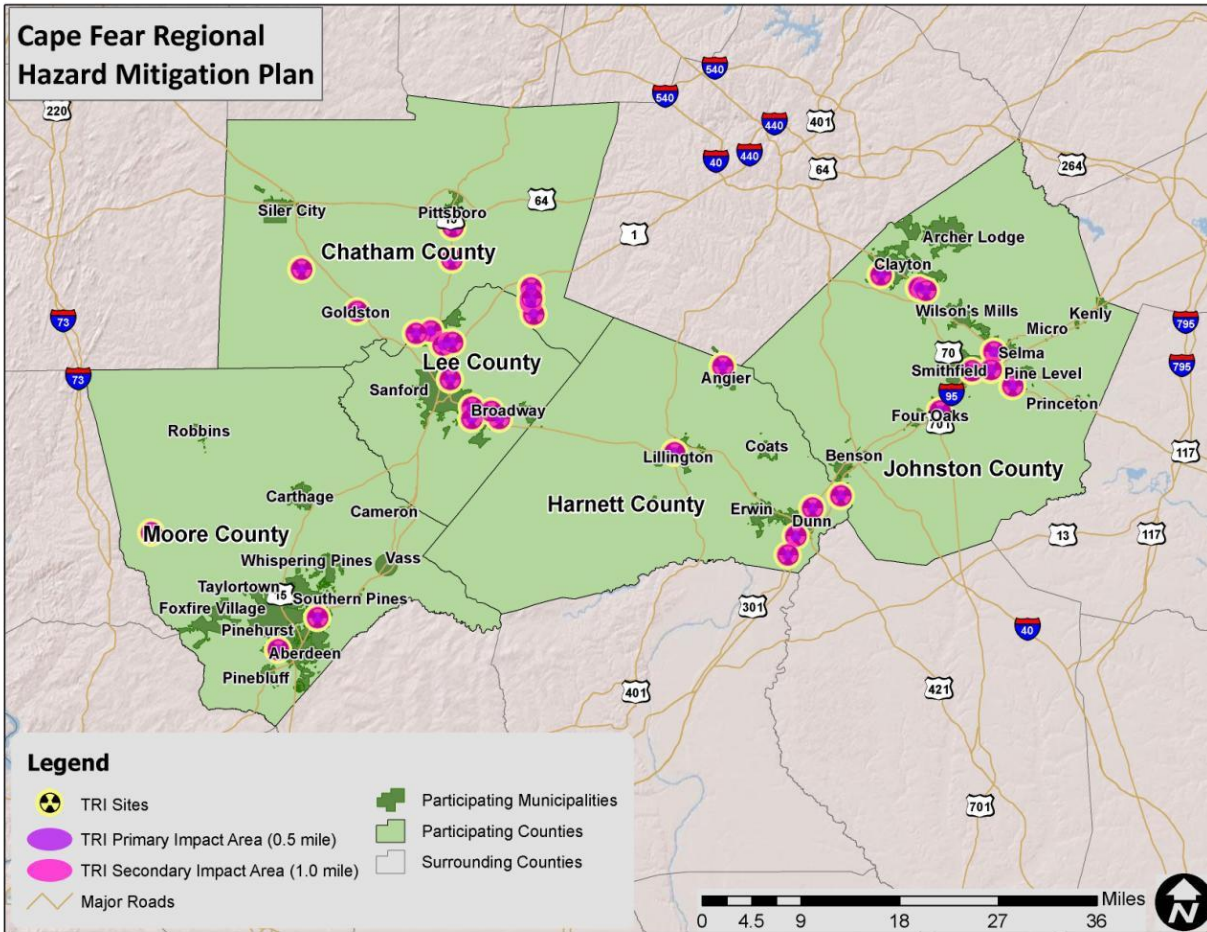 Cape Fear Regional
Hazard Mitigation Plan
540
540
220
440
401
40
440
64
264
64
Siler City
Pittsboro
15
Archer Lodge
1
Chatham County
Clayton
Goldston
Wilson's Mills
Kenly
Micro
73
795
Lee County
70
Selma
795
73
Angier
Smithfield
Pine Level
Sanford
95
Princeton
Broadway
Four Oaks
701
Robbins
Lillington
Coats
Benson
117
Johnston County
Carthage
Harnett County
Erwin
Cameron
Dunn
Moore County
13
117
Whispering Pines
Vass
Taylortown
15
Southern Pines
Foxfire Village
301
Pinehurst
40
Aberdeen
Pinebluff
401
421
701
Legend
TRI Sites
TRI Primary Impact Area (0.5 mile)
TRI Secondary Impact Area (1.0 mile)
Major Roads
Participating Municipalities
Participating Counties
Surrounding Counties
Miles
0 4.5 9 18 27 36
N